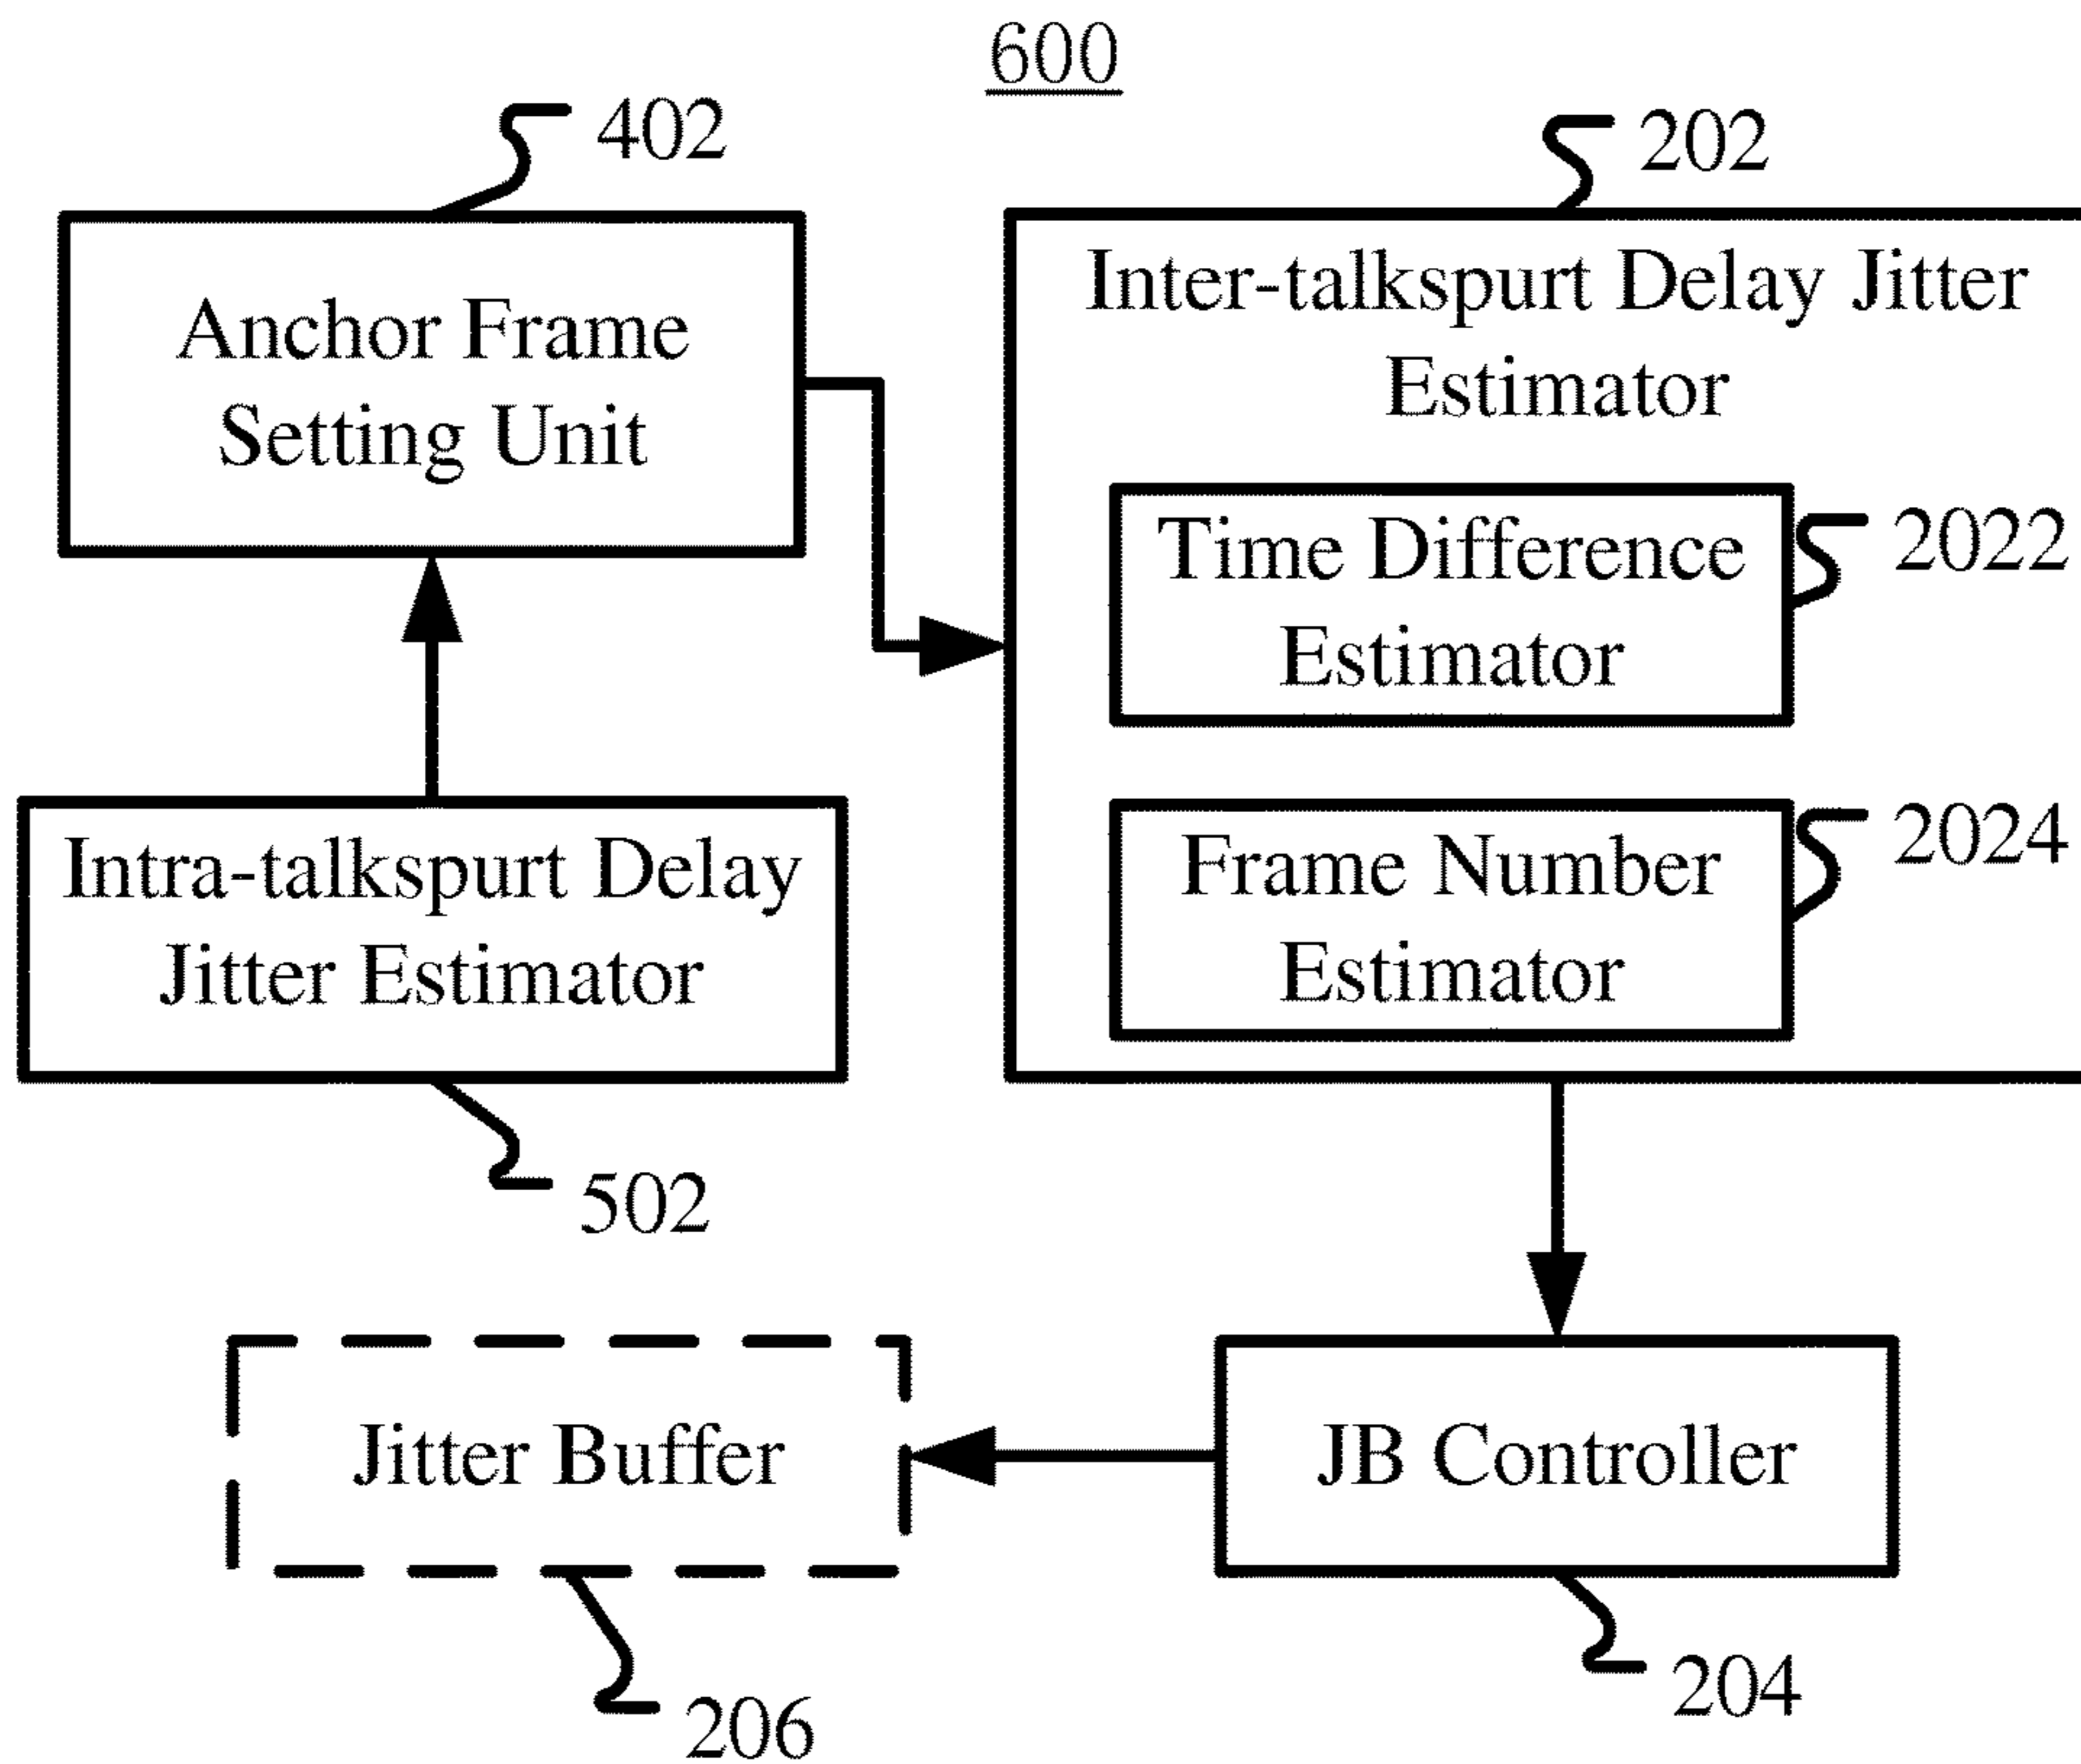 600
402
202
Anchor Frame
Setting Unit
Inter-talkspurt Delay Jitter
Estimator
Time Difference
Estimator
2022
Frame Number
Estimator
2024
Intra-talkspurt Delay
Jitter Estimator
502
Jitter Buffer
206
JB Controller
204